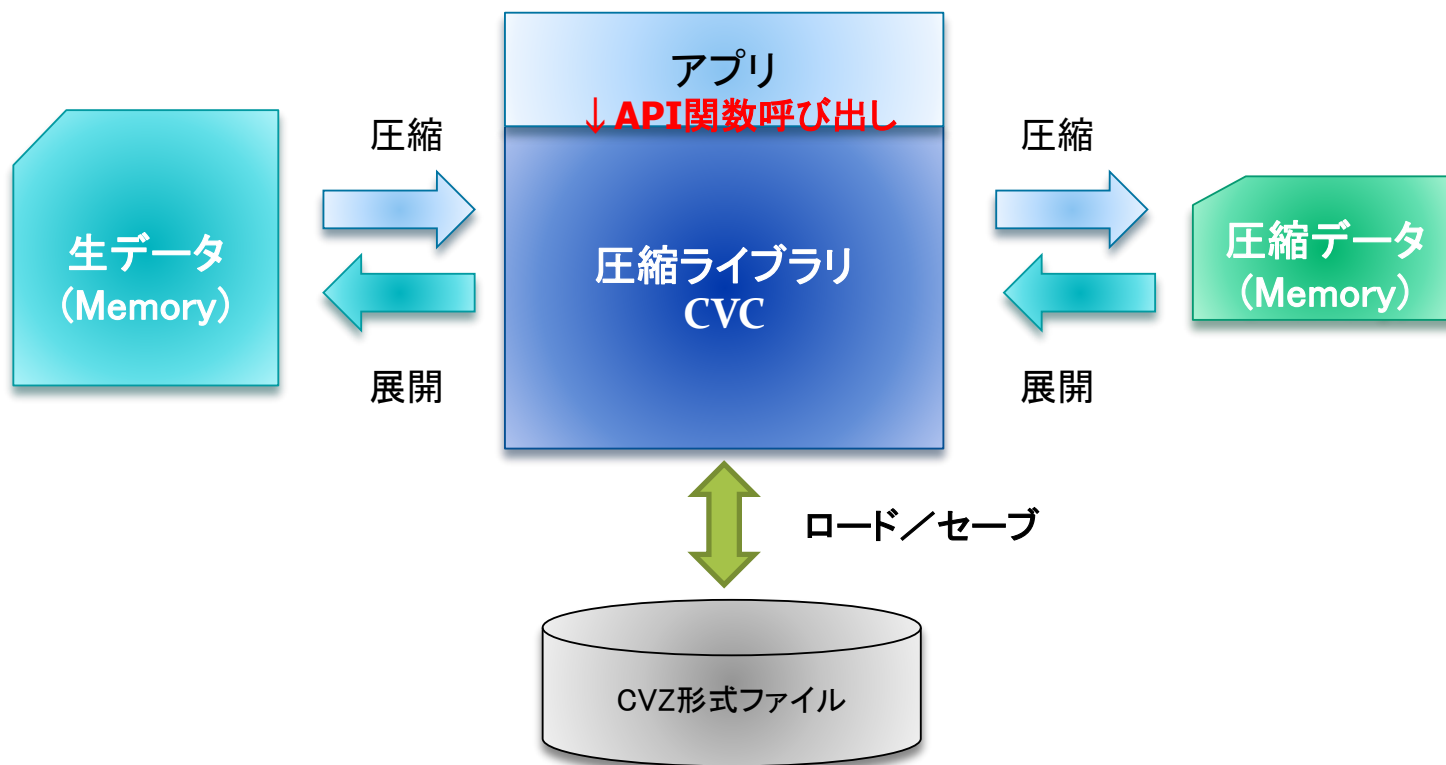 アプリ
↓API関数呼び出し
圧縮
圧縮
生データ
(Memory)
圧縮ライブラリ
CVC
圧縮データ
(Memory)
展開
展開
ロード／セーブ
CVZ形式ファイル